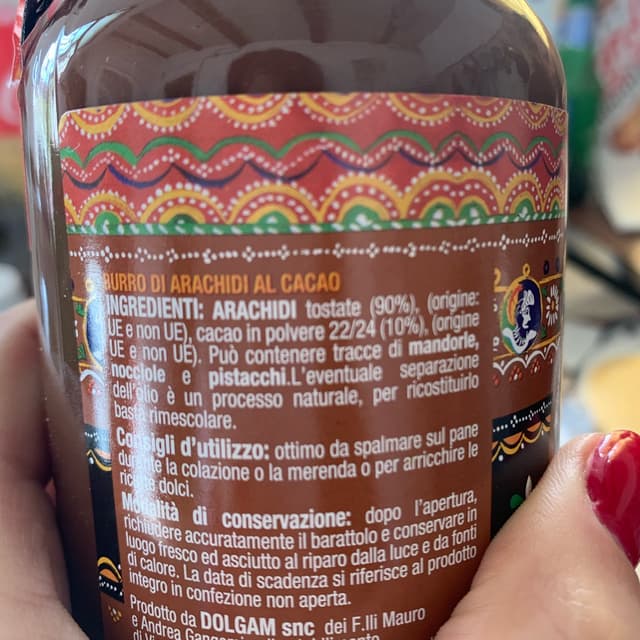 BURRO DI ARACHIDI AL CACAO
INGREDIENTI: ARACHIDI tostate (90%), (origine:
UE e non UE), cacao in polvere 22/24 (10%), (origine
UE e non UE). Può contenere tracce di mandorle,
nocciole e pistacchi.L'eventuale separazione
dell'olio è un processo naturale, per ricostituirlo
basta rimescolare.
Consigli d'utilizzo: ottimo da spalmare sul pane
durante la colazione o la merenda o per arricchire le
ricette dolci.
Modalità di conservazione: dopo l'apertura,
richiudere accuratamente il barattolo e conservare in
luogo fresco ed asciutto al riparo dalla luce e da fonti
di calore. La data di scadenza si riferisce al prodotto
integro in confezione non aperta.
Prodotto da DOLGAM snc dei F.lli Mauro
e Andrea